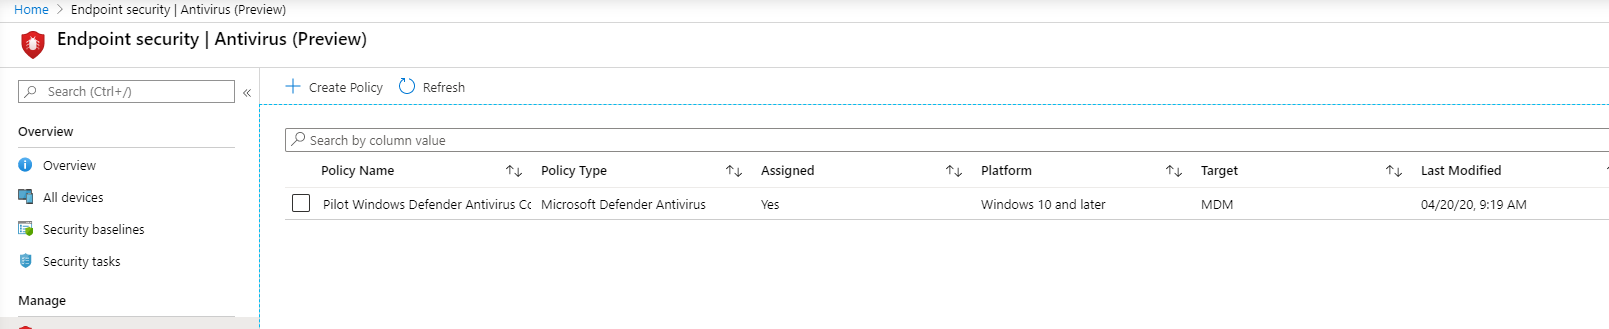 Home > Endpoint security | Antivirus (Preview)
Endpoint security | Antivirus (Preview)
Search (Ctrl+/)
«
Create Policy
Refresh
Overview
Overview
All devices
Security baselines
Security tasks
Manage
Search by column value
Policy Name Policy Type Assigned Platform Target Last Modified
Pilot Windows Defender Antivirus Co Microsoft Defender Antivirus Yes Windows 10 and later MDM 04/20/20, 9:19 AM